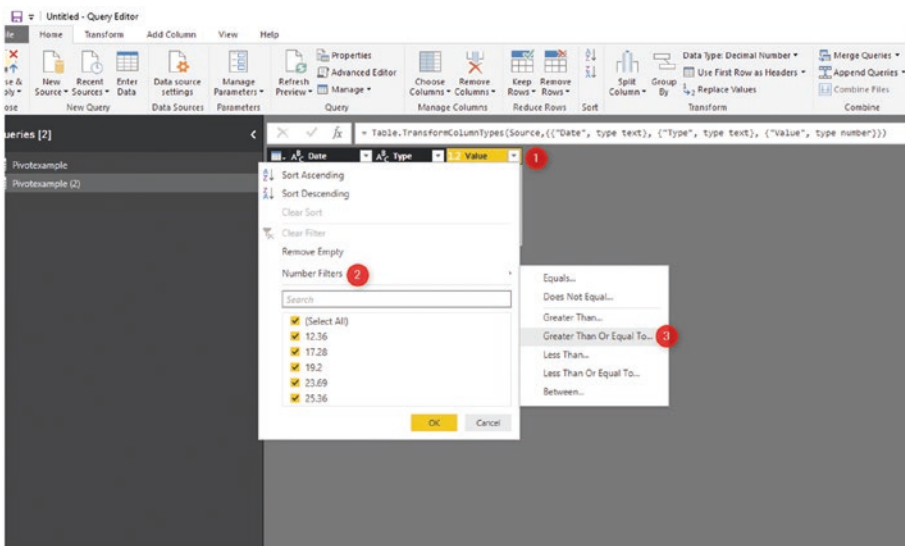 Untitled - Query Editor
Home Transform Add Column View Help
New Source Recent Sources Enter Data
New Query
Data source settings
Data Sources
Manage Parameters
Parameters
Refresh Preview
Properties
Advanced Editor
Manage
Query
Choose Columns Remove Columns
Manage Columns
Keep Rows Remove Rows
Reduce Rows
Sort
Split Column Group By
Data Type: Decimal Number
Use First Row as Headers
Replace Values
Transform
Merge Queries
Append Queries
Combine Files
Combine
ueries [2]
Pivotexample
Pivotexample (2)
fx = Table.TransformColumnTypes(Source,{{"Date", type text}, {"Type", type text}, {"Value", type number}})
ABC Date ABC Type 1.2 Value 1
Sort Ascending
Sort Descending
Clear Sort
Clear Filter
Remove Empty
Number Filters 2
Search
(Select All)
12.36
17.28
19.2
23.69
25.36
OK Cancel
Equals...
Does Not Equal...
Greater Than...
Greater Than Or Equal To... 3
Less Than...
Less Than Or Equal To...
Between...